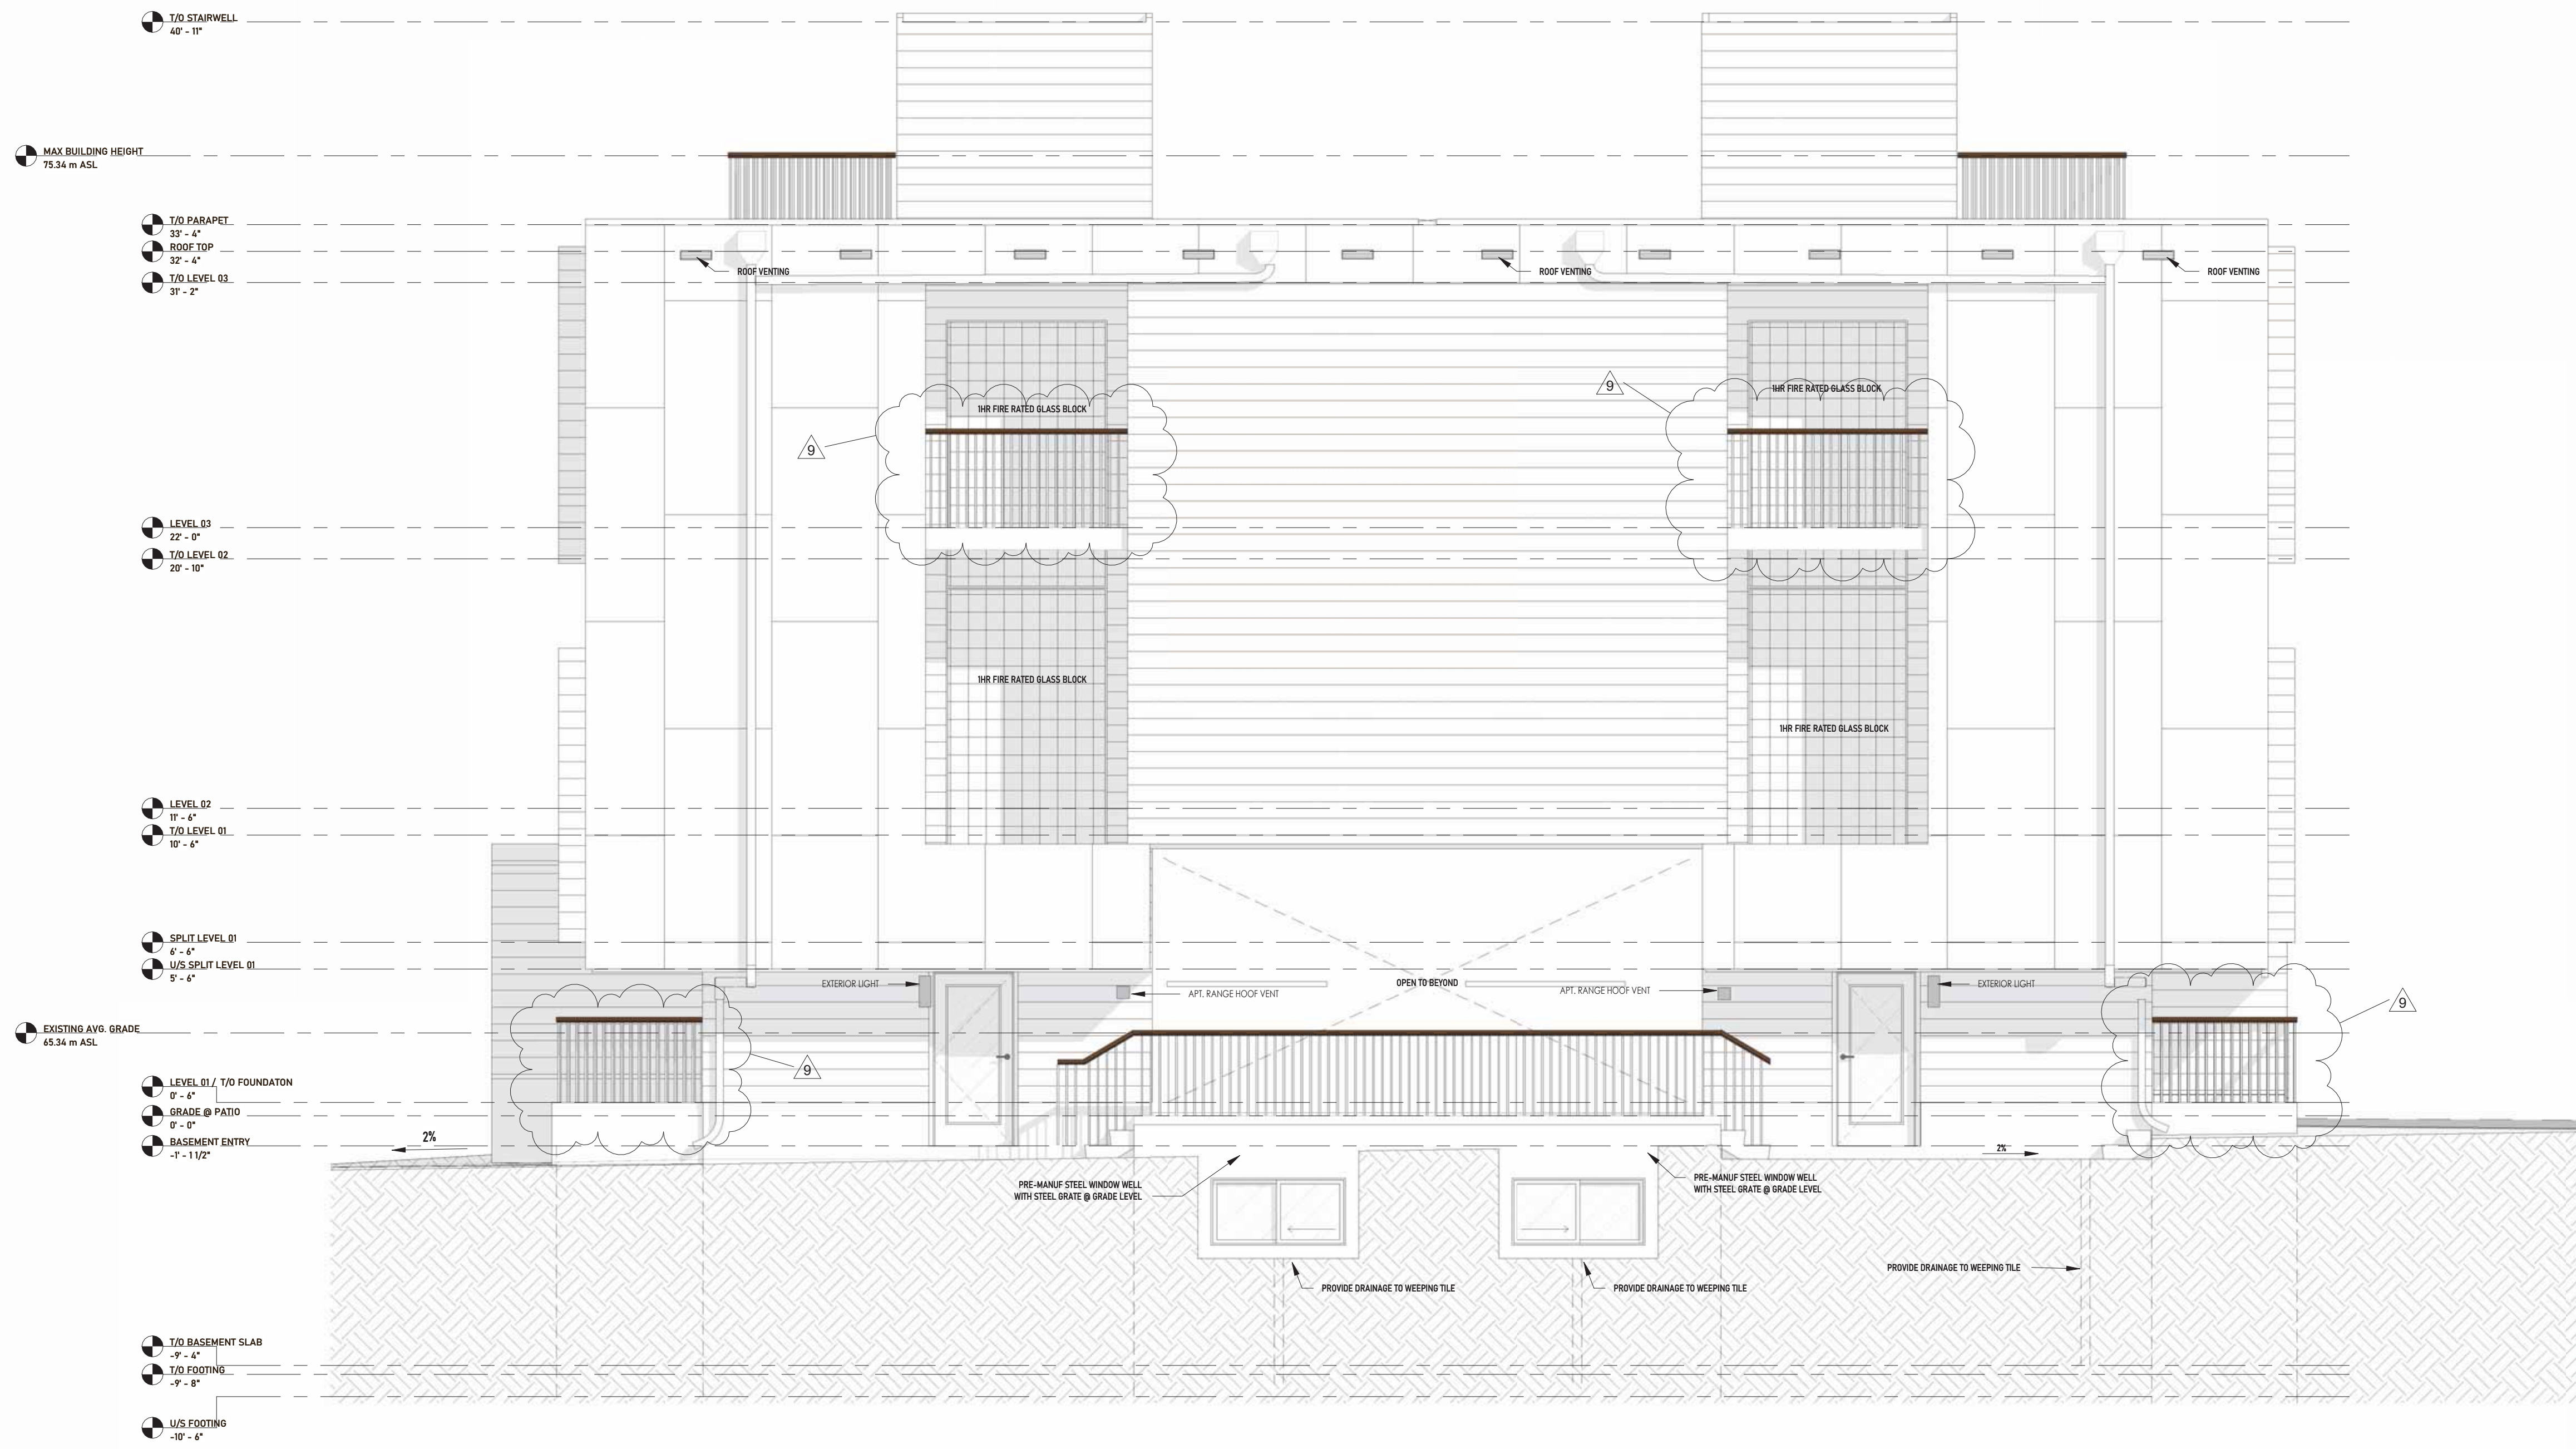 T/O STAIRWELL
40' - 11"
MAX BUILDING HEIGHT
75.34 m ASL
T/O PARAPET
33' - 4"
ROOF TOP
32' - 4"
ROOF VENTING
ROOF VENTING
ROOF VENTING
T/O LEVEL 03
31' - 2"
9
1HR FIRE RATED GLASS BLOCK
1HR FIRE RATED GLASS BLOCK
9
LEVEL 03
22' - 0"
T/O LEVEL 02
20' - 10"
1HR FIRE RATED GLASS BLOCK
1HR FIRE RATED GLASS BLOCK
LEVEL 02
11' - 6"
T/O LEVEL 01
10' - 6"
SPLIT LEVEL 01
6' - 6"
U/S SPLIT LEVEL 01
5' - 6"
EXTERIOR LIGHT
APT. RANGE HOOF VENT
OPEN TO BEYOND
APT. RANGE HOOF VENT
EXTERIOR LIGHT
9
EXISTING AVG. GRADE
65.34 m ASL
9
LEVEL 01 / T/O FOUNDATON
0' - 6"
GRADE @ PATIO
0' - 0"
BASEMENT ENTRY
-1' - 1 1/2"
2%
2%
PRE-MANUF STEEL WINDOW WELL
WITH STEEL GRATE @ GRADE LEVEL
PRE-MANUF STEEL WINDOW WELL
WITH STEEL GRATE @ GRADE LEVEL
PROVIDE DRAINAGE TO WEEPING TILE
PROVIDE DRAINAGE TO WEEPING TILE
PROVIDE DRAINAGE TO WEEPING TILE
T/O BASEMENT SLAB
-9' - 4"
T/O FOOTING
-9' - 8"
U/S FOOTING
-10' - 6"